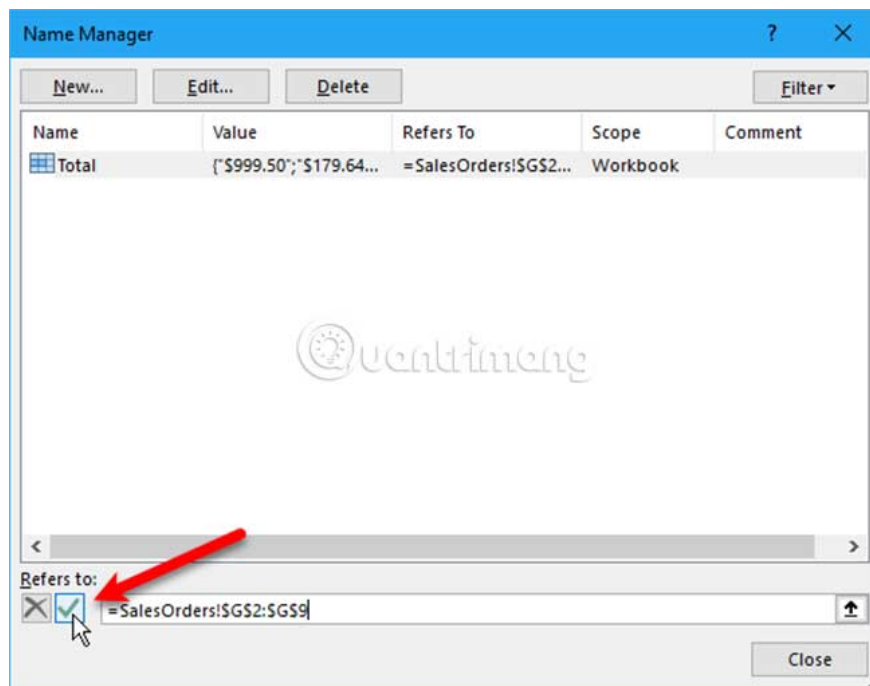 Name Manager ?
New... Edit... Delete Filter
Name Value Refers To Scope Comment
Total {"$999.50";"$179.64... =SalesOrders!$G$2... Workbook
Quantrimang
Refers to:
=SalesOrders!$G$2:$G$9
Close